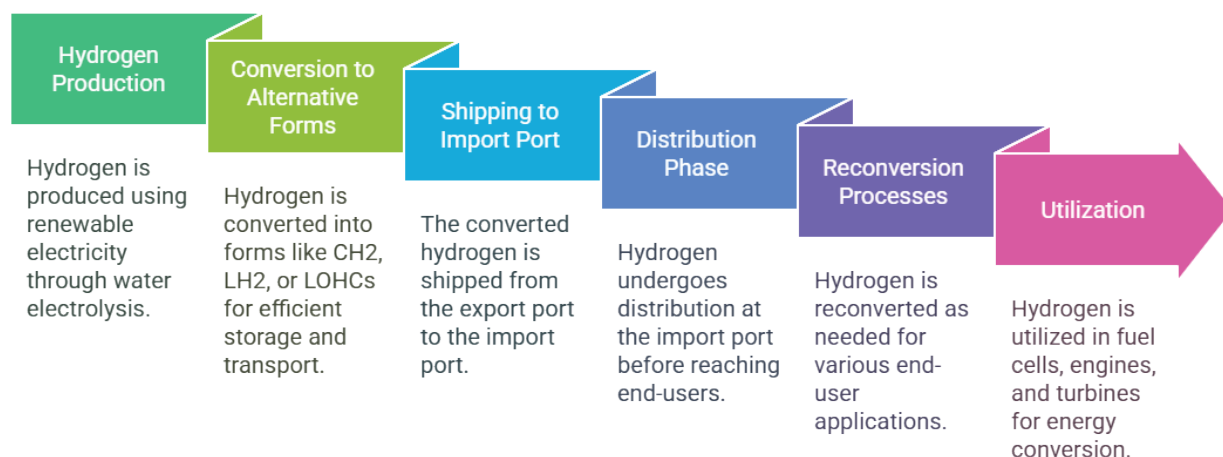 Hydrogen
Production
Hydrogen is
produced using
renewable
electricity
through water
electrolysis.
Conversion to
Alternative
Forms
Hydrogen is
converted into
forms like CH2,
LH2, or LOHCs
for efficient
storage and
transport.
Shipping to
Import Port
The converted
hydrogen is
shipped from
the export port
to the import
port.
Distribution
Phase
Hydrogen
undergoes
distribution at
the import port
before reaching
end-users.
Reconversion
Processes
Hydrogen is
reconverted as
needed for
various end-
user
applications.
Utilization
Hydrogen is
utilized in fuel
cells, engines,
and turbines
for energy
conversion.